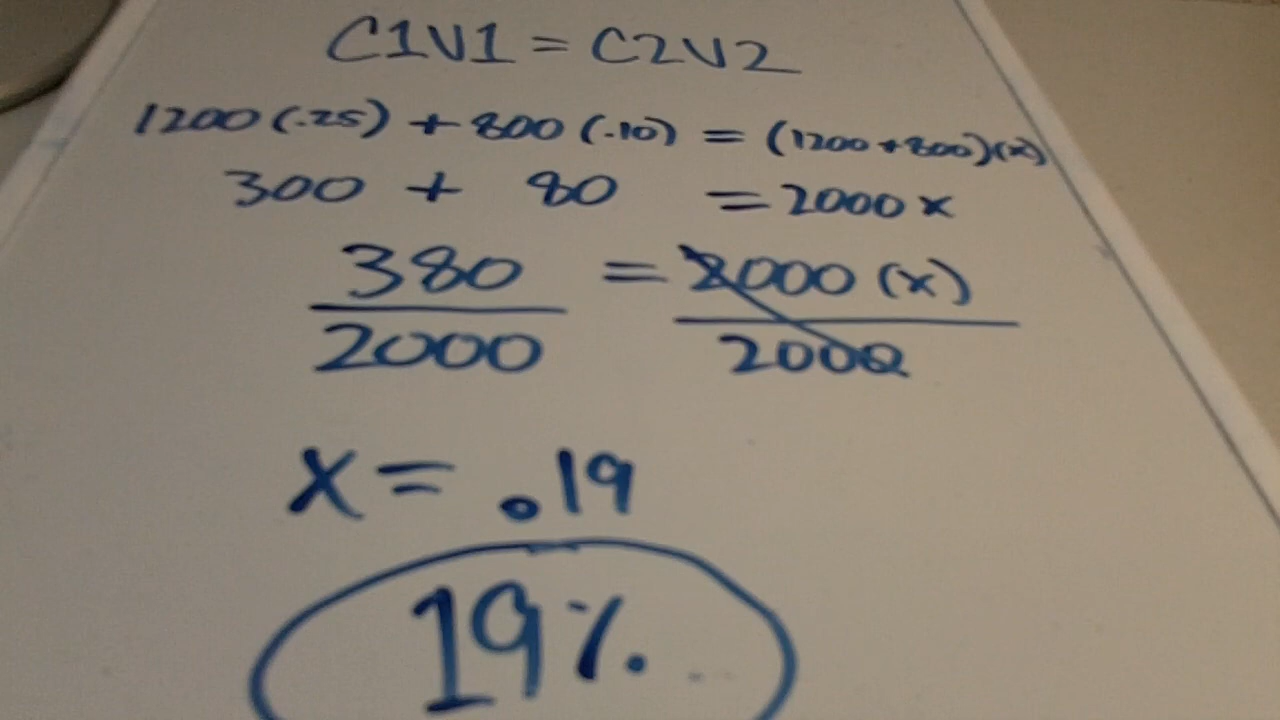 C1V1 = C2V2
1200 (.25) + 800 (.10) = (1200 + 800)(x)
300 + 80 = 2000 x
380 = 2000 (x)
2000 2000
x = .19
19%.